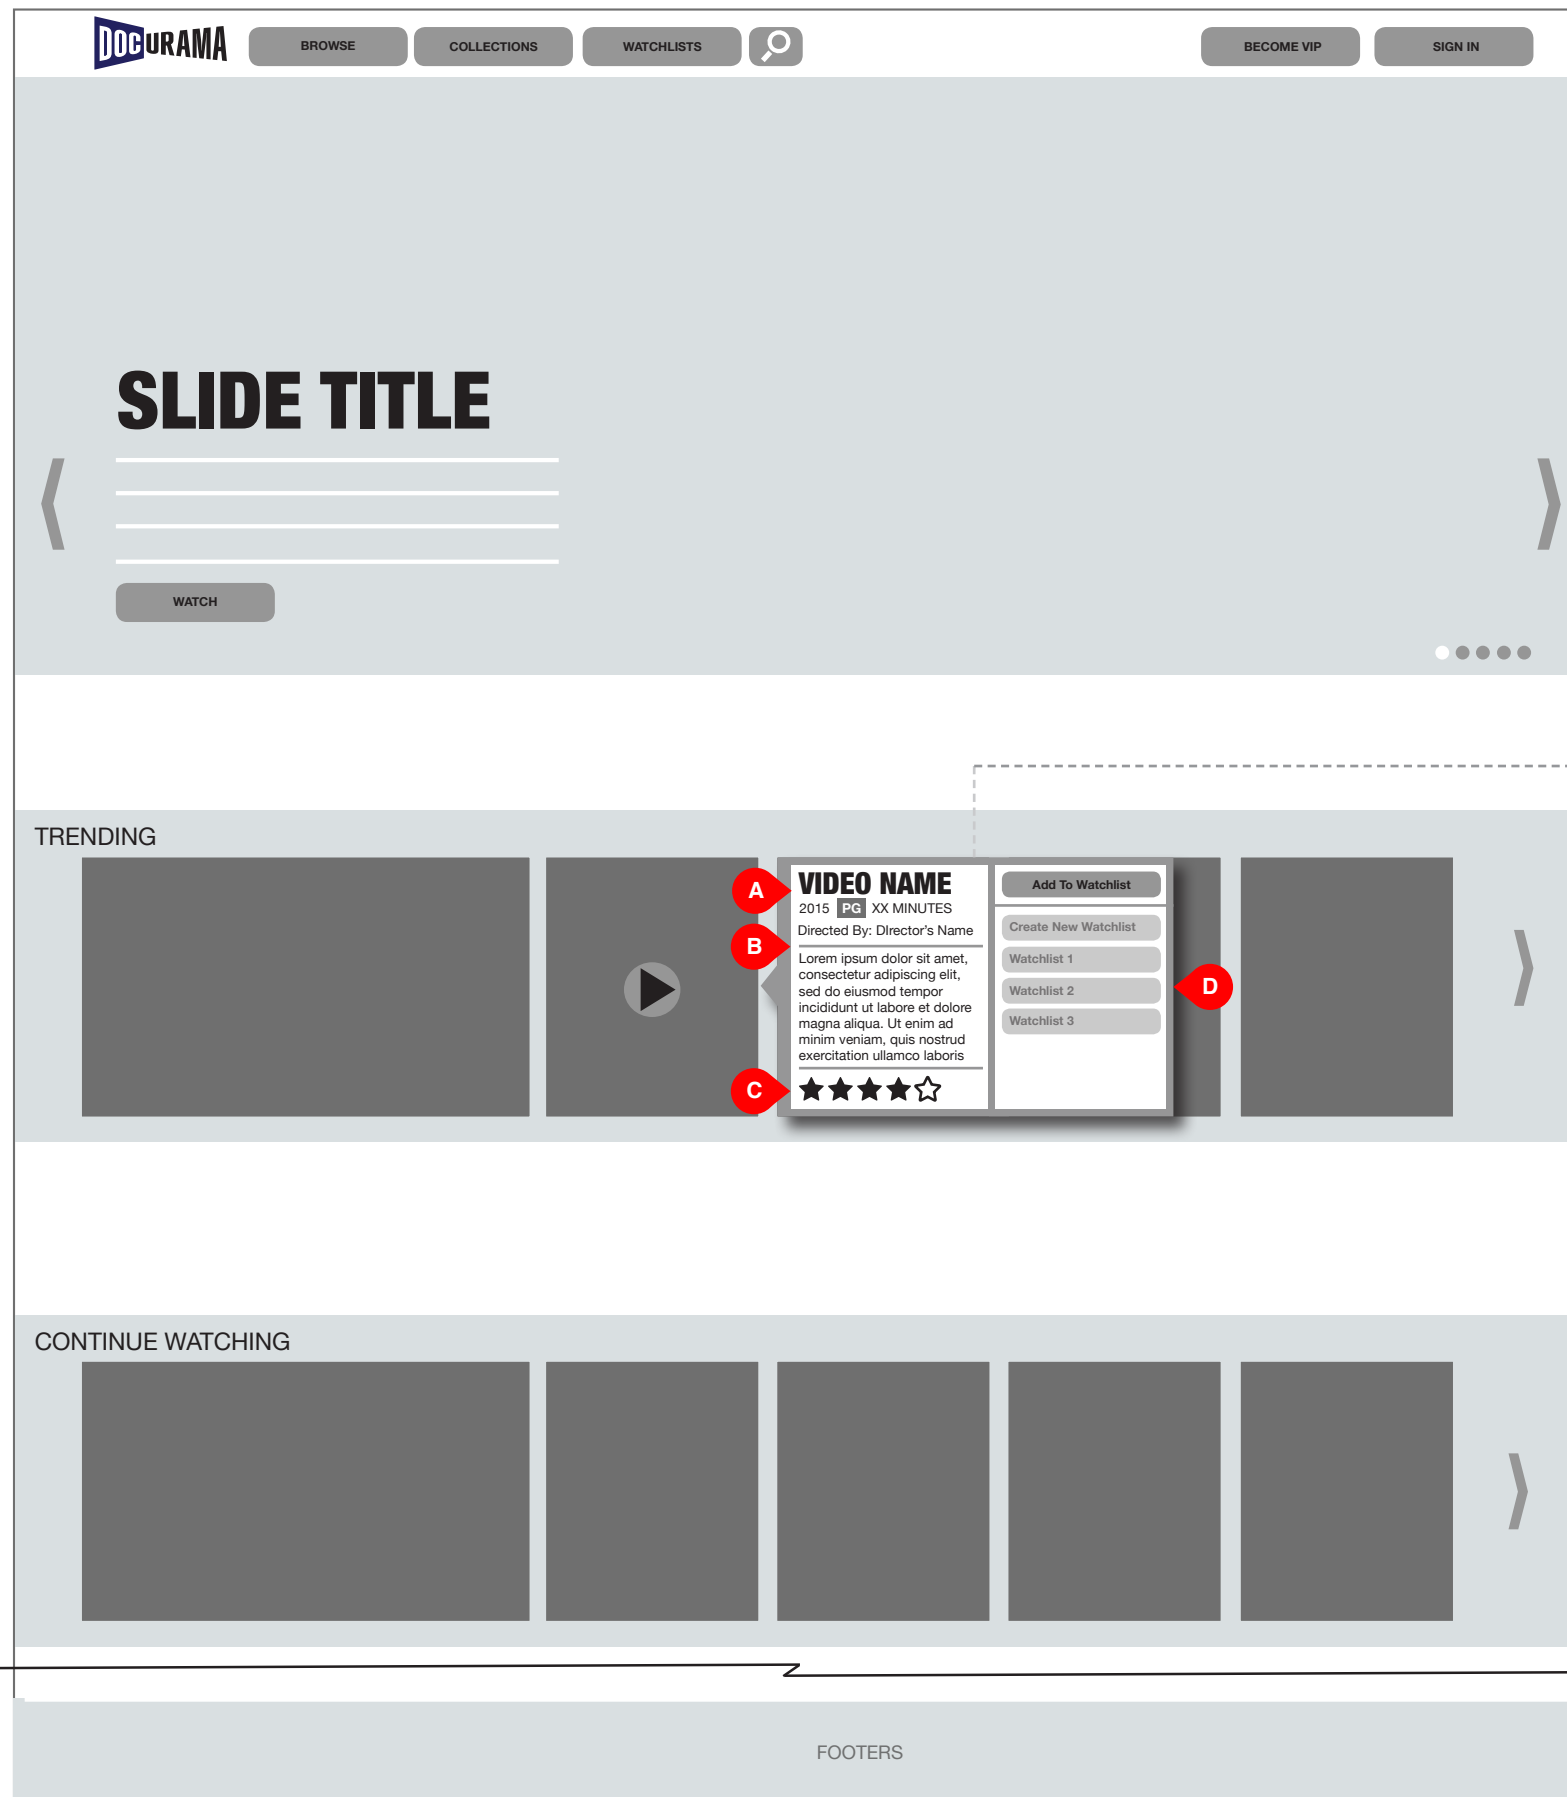 DOCURAMA
BROWSE
COLLECTIONS
WATCHLISTS
BECOME VIP
SIGN IN
SLIDE TITLE
WATCH
TRENDING
A
VIDEO NAME
2015 PG XX MINUTES
Directed By: DIrector's Name
B
Lorem ipsum dolor sit amet,
consectetur adipiscing elit,
sed do eiusmod tempor
incididunt ut labore et dolore
magna aliqua. Ut enim ad
minim veniam, quis nostrud
exercitation ullamco laboris
C
Add To Watchlist
Create New Watchlist
Watchlist 1
Watchlist 2
Watchlist 3
D
CONTINUE WATCHING
FOOTERS